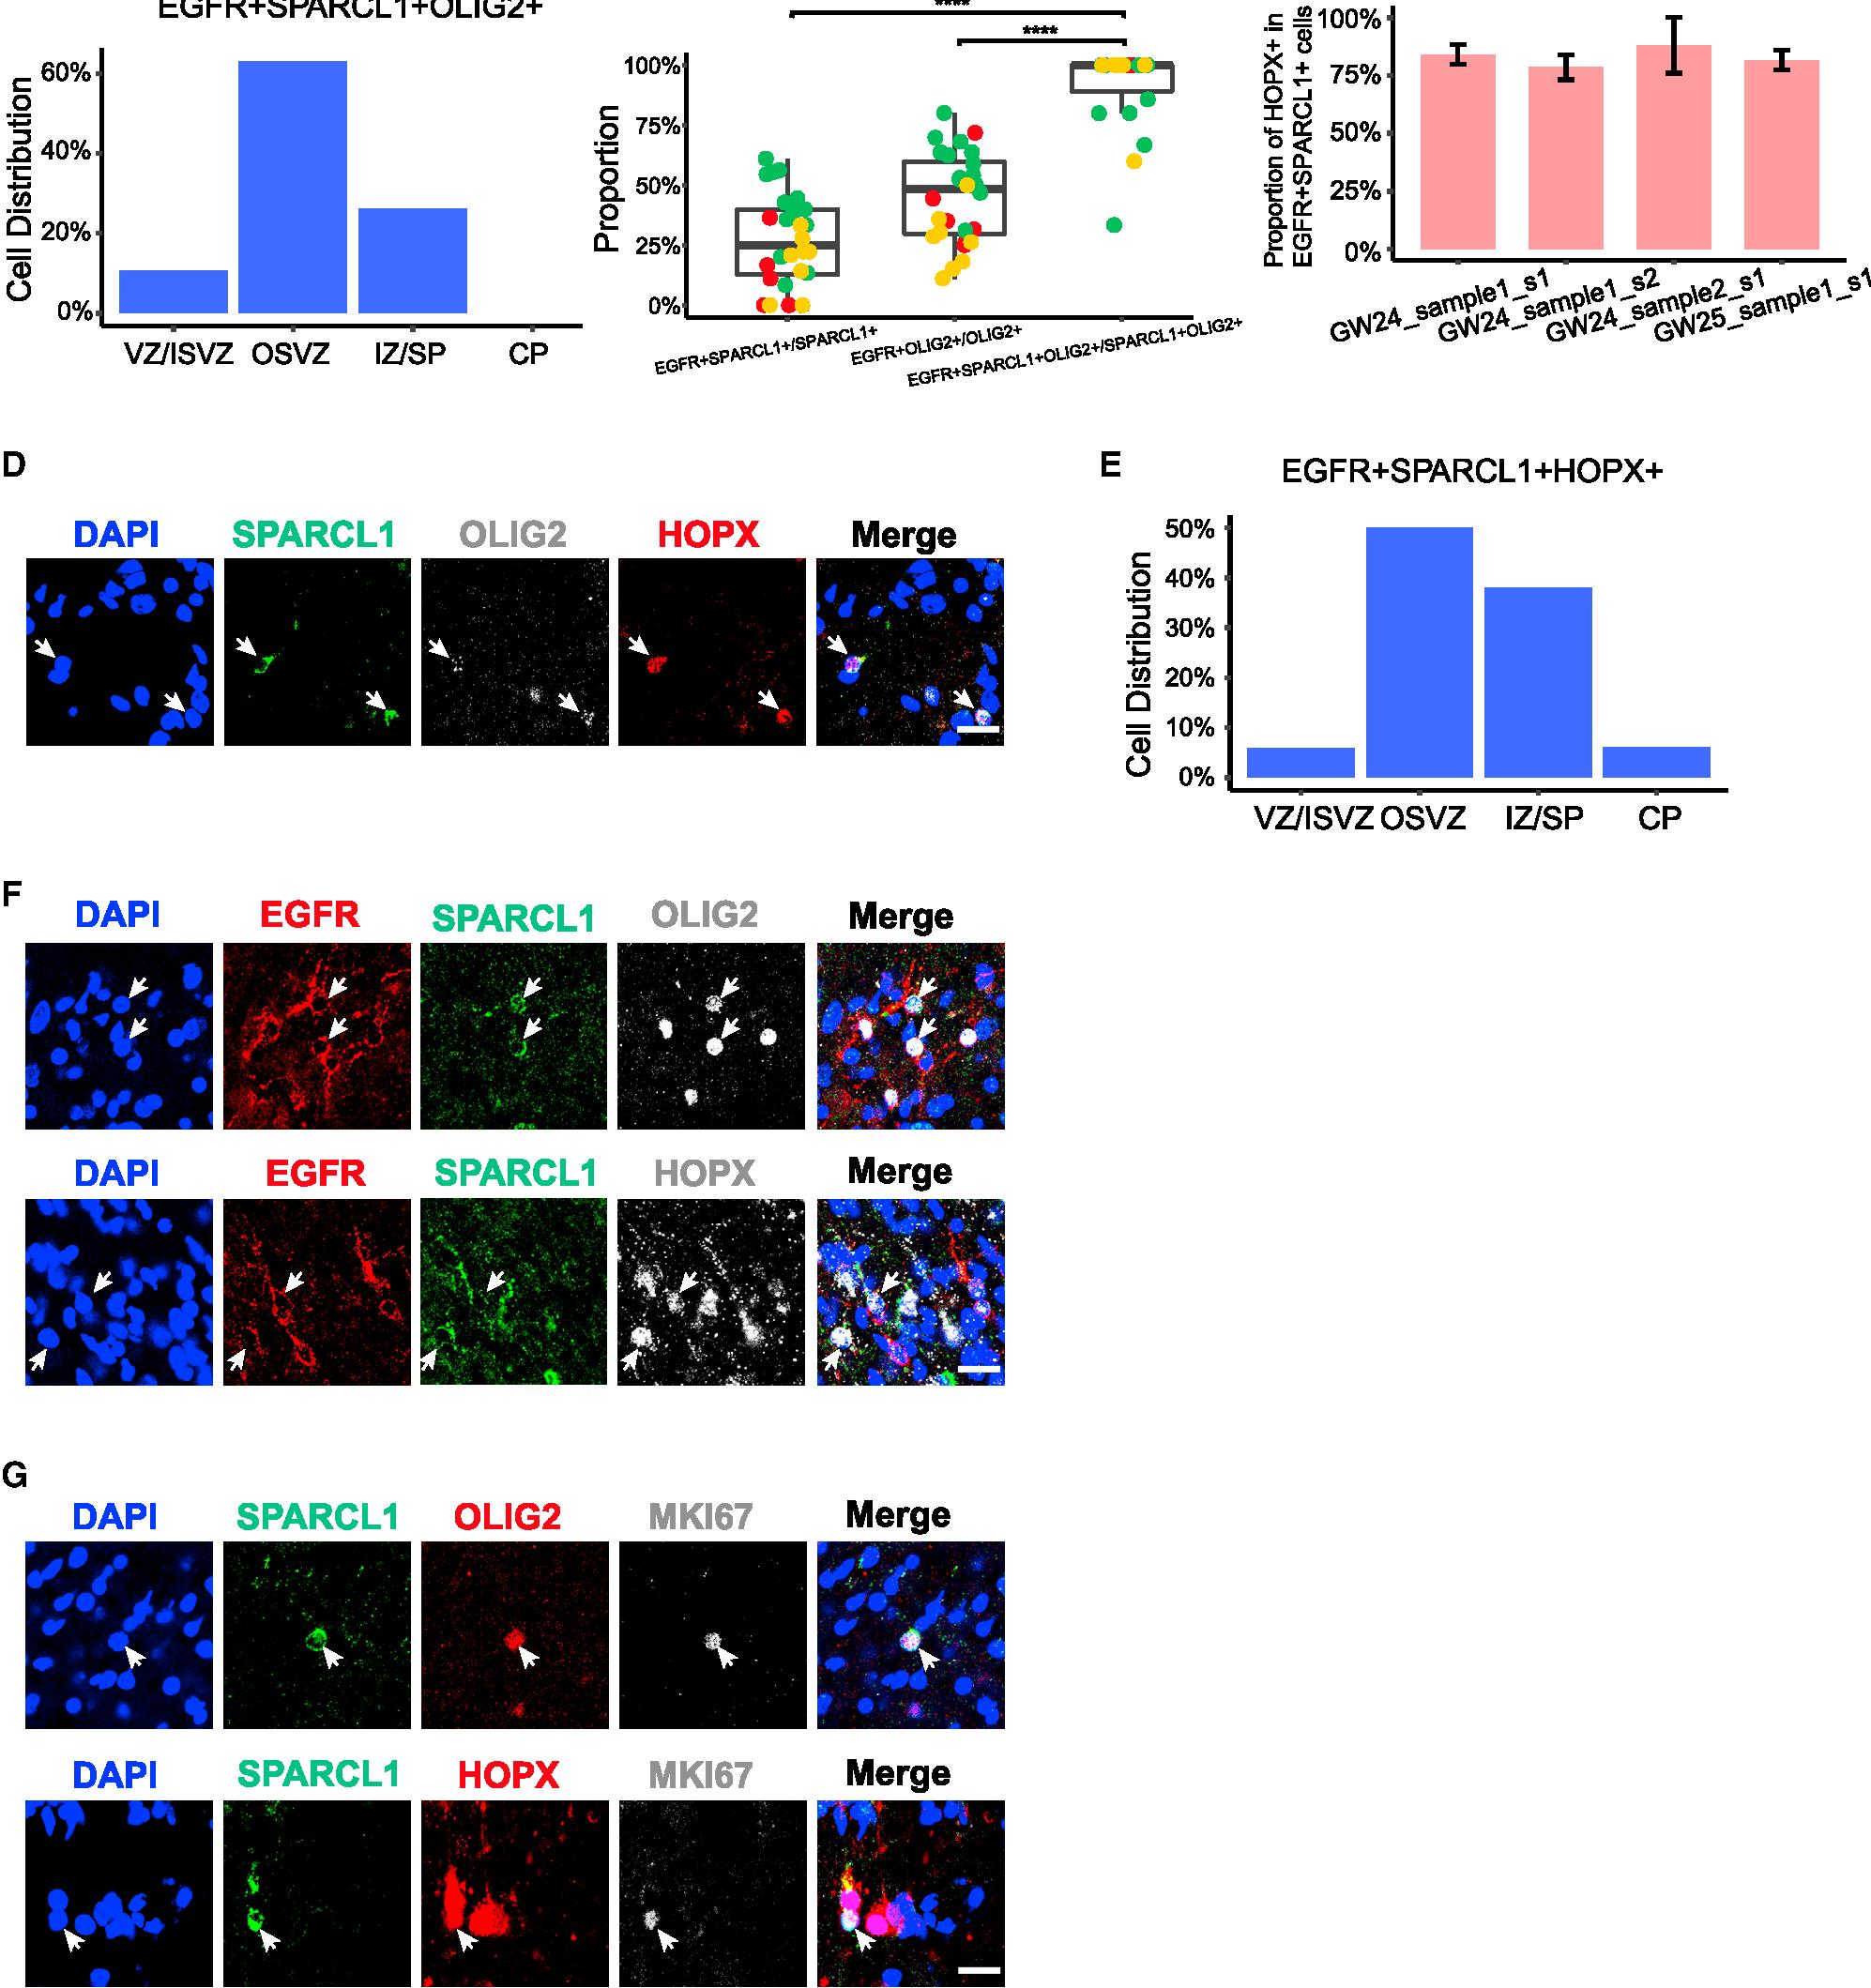 EGFR+SPARCL1+OLIG2+
Cell Distribution
60%
40%
20%
0%
VZ/ISVZ OSVZ IZ/SP CP
****
****
Proportion
100%
75%
50%
25%
0%
EGFR+SPARCL1+/SPARCL1+
EGFR+OLIG2+/OLIG2+
EGFR+SPARCL1+OLIG2+/SPARCL1+OLIG2+
Proportion of HOPX+ in
EGFR+SPARCL1+ cells
100%
75%
50%
25%
0%
GW24_sample1_s1
GW24_sample1_s2
GW24_sample2_s1
GW25_sample1_s1
D
DAPI SPARCL1 OLIG2 HOPX Merge
E
EGFR+SPARCL1+HOPX+
Cell Distribution
50%
40%
30%
20%
10%
0%
VZ/ISVZ OSVZ IZ/SP CP
F
DAPI EGFR SPARCL1 OLIG2 Merge
DAPI EGFR SPARCL1 HOPX Merge
G
DAPI SPARCL1 OLIG2 MKI67 Merge
DAPI SPARCL1 HOPX MKI67 Merge